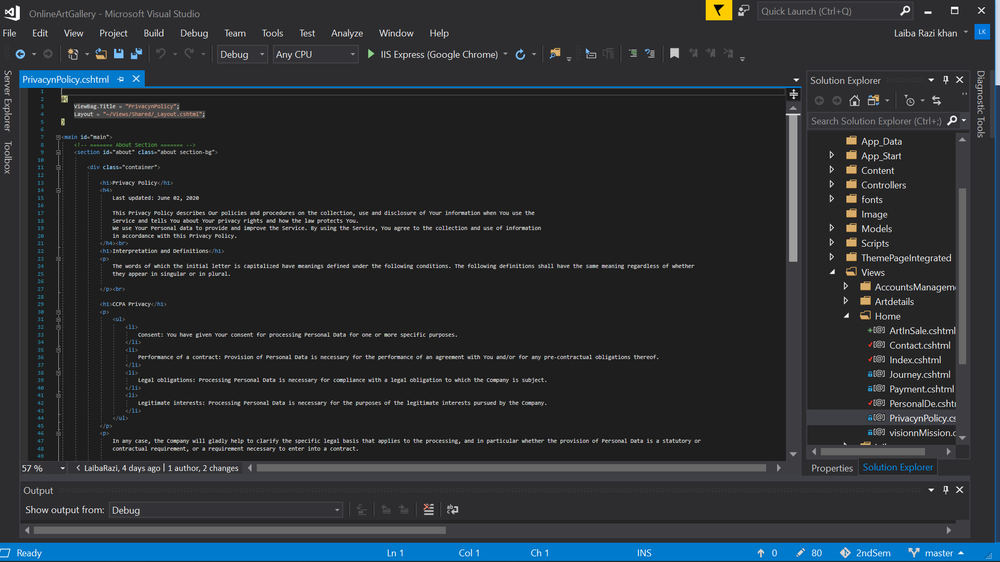 OnlineArtGallery - Microsoft Visual Studio
Quick Launch (Ctrl+Q)
File Edit View Project Build Debug Team Tools Test Analyze Window Help
Laiba Razi khan LK
Debug Any CPU IIS Express (Google Chrome)
Server Explorer
Toolbox
PrivacynPolicy.cshtml
1
2 @{
3 ViewBag.Title = "PrivacynPolicy";
4 Layout = "~/Views/Shared/_Layout.cshtml";
5 }
6
7 <main id="main">
8 <!-- ======= About Section ======= -->
9 <section id="about" class="about section-bg">
10
11 <div class="container">
12
13 <h1>Privacy Policy</h1>
14 <h4>
15 Last updated: June 02, 2020
16
17 This Privacy Policy describes Our policies and procedures on the collection, use and disclosure of Your information when You use the
18 Service and tells You about Your privacy rights and how the law protects You.
19 We use Your Personal data to provide and improve the Service. By using the Service, You agree to the collection and use of information
20 in accordance with this Privacy Policy.
21 </h4><br>
22 <h1>Interpretation and Definitions</h1>
23 <p>
24 The words of which the initial letter is capitalized have meanings defined under the following conditions. The following definitions shall have the same meaning regardless of whether
25 they appear in singular or in plural.
26
27 </p><br>
28
29 <h1>CCPA Privacy</h1>
30 <p>
31 <ul>
32 <li>
33 Consent: You have given Your consent for processing Personal Data for one or more specific purposes.
34 </li>
35 <li>
36 Performance of a contract: Provision of Personal Data is necessary for the performance of an agreement with You and/or for any pre-contractual obligations thereof.
37 </li>
38 <li>
39 Legal obligations: Processing Personal Data is necessary for compliance with a legal obligation to which the Company is subject.
40 </li>
41 <li>
42 Legitimate interests: Processing Personal Data is necessary for the purposes of the legitimate interests pursued by the Company.
43 </li>
44 </ul>
45 </p>
46 <p>
47 In any case, the Company will gladly help to clarify the specific legal basis that applies to the processing, and in particular whether the provision of Personal Data is a statutory or
48 contractual requirement, or a requirement necessary to enter into a contract.
49
57 % LaibaRazi, 4 days ago | 1 author, 2 changes
Solution Explorer
Search Solution Explorer (Ctrl+;)
App_Data
App_Start
Content
Controllers
fonts
Image
Models
Scripts
ThemePageIntegrated
Views
AccountsManageme
Artdetails
Home
ArtInSale.cshtml
Contact.cshtml
Index.cshtml
Journey.cshtml
Payment.cshtml
PersonalDe.csht
PrivacynPolicy.cs
visionnMission.c
Properties Solution Explorer
Diagnostic Tools
Output
Show output from: Debug
Ready Ln 1 Col 1 Ch 1 INS 0 80 2ndSem master